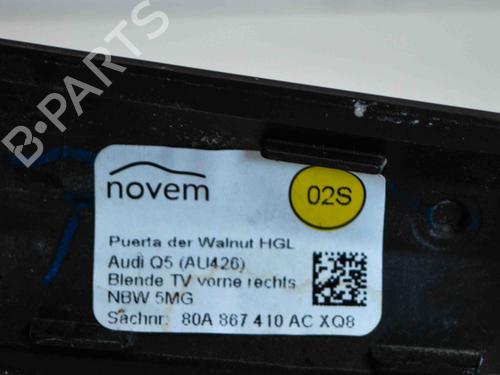 B-PARTS
novem
02S
Puerta der Walnut HGL
Audi Q5 (AU426)
Blende TV vorne rechts
NBW 5MG
Sachnr: 80A 867 410 AC XQ8